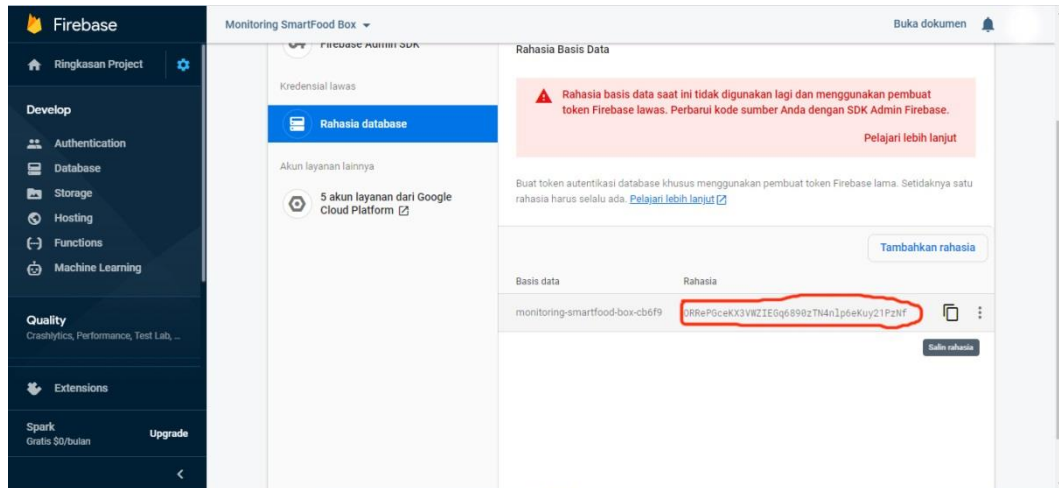 Firebase
Ringkasan Project
Develop
Authentication
Database
Storage
Hosting
Functions
Machine Learning
Quality
Crashlytics, Performance, Test Lab, ...
Extensions
Spark
Gratis $0/bulan
Upgrade
Monitoring SmartFood Box
Buka dokumen
Firebase Admin SDK
Kredensial lawas
Rahasia database
Akun layanan lainnya
5 akun layanan dari Google
Cloud Platform
Rahasia Basis Data
Rahasia basis data saat ini tidak digunakan lagi dan menggunakan pembuat
token Firebase lawas. Perbarui kode sumber Anda dengan SDK Admin Firebase.
Pelajari lebih lanjut
Buat token autentikasi database khusus menggunakan pembuat token Firebase lama. Setidaknya satu
rahasia harus selalu ada. Pelajari lebih lanjut
Tambahkan rahasia
Basis data Rahasia
monitoring-smartfood-box-cb6f9
Salin rahasia